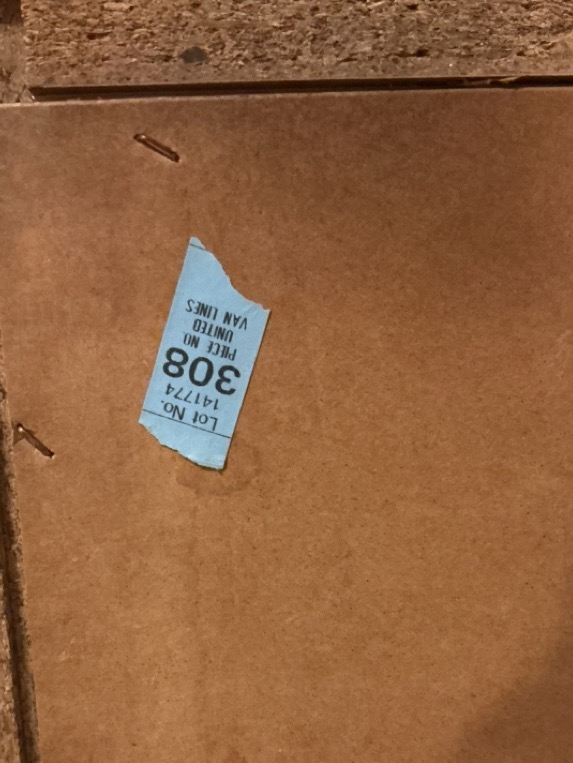 Lot No.
141774
308
PIECE NO.
UNITED
VAN LINES